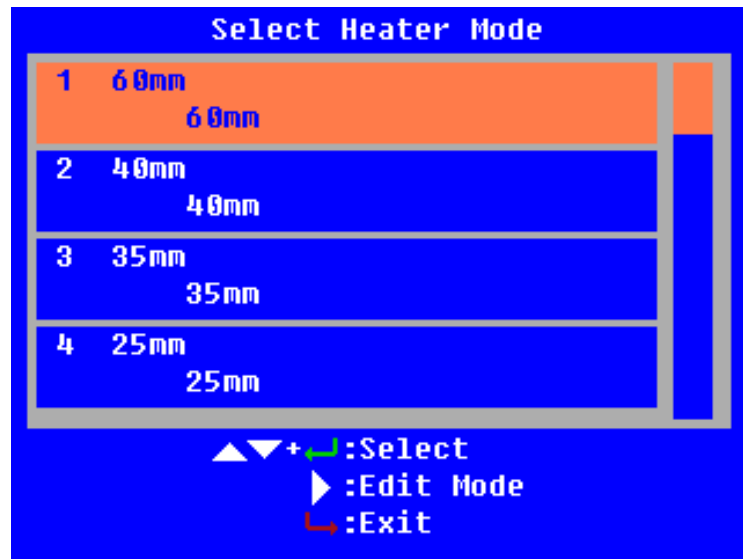 Select Heater Mode
1 60mm
60mm
2 40mm
40mm
3 35mm
35mm
4 25mm
25mm
▲▼+↵:Select
▶:Edit Mode
↳:Exit